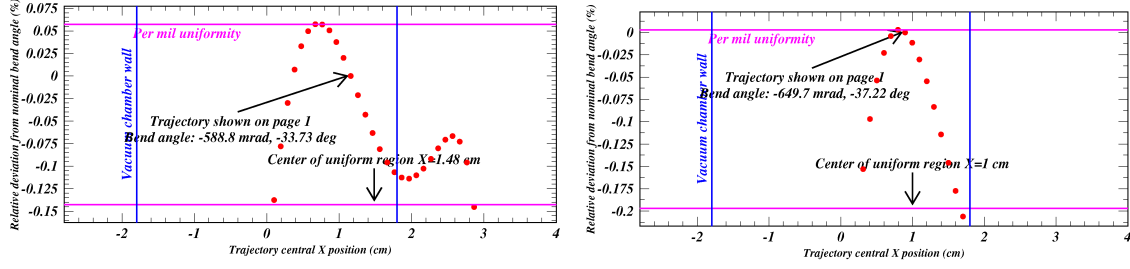 Relative deviation from nominal bend angle (%)
0.075
0.05
0.025
0
-0.025
-0.05
-0.075
-0.1
-0.125
-0.15
Per mil uniformity
Vacuum chamber wall
Trajectory shown on page 1
Bend angle: -588.8 mrad, -33.73 deg
Center of uniform region X=1.48 cm
-2 -1 0 1 2 3 4
Trajectory central X position (cm)
Relative deviation from nominal bend angle (%)
0
-0.025
-0.05
-0.075
-0.1
-0.125
-0.15
-0.175
-0.2
Per mil uniformity
Vacuum chamber wall
Trajectory shown on page 1
Bend angle: -649.7 mrad, -37.22 deg
Center of uniform region X=1 cm
-2 -1 0 1 2 3 4
Trajectory central X position (cm)